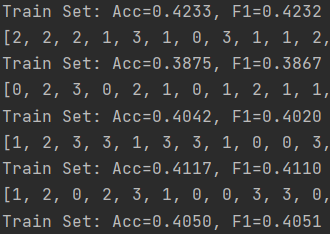 Train Set: Acc=0.4233, F1=0.4232
[2, 2, 2, 1, 3, 1, 0, 3, 1, 1, 2,
Train Set: Acc=0.3875, F1=0.3867
[0, 2, 3, 0, 2, 1, 0, 1, 2, 1, 1,
Train Set: Acc=0.4042, F1=0.4020
[1, 2, 3, 3, 1, 3, 3, 1, 0, 0, 3,
Train Set: Acc=0.4117, F1=0.4110
[1, 2, 0, 2, 3, 1, 0, 0, 3, 3, 0,
Train Set: Acc=0.4050, F1=0.4051